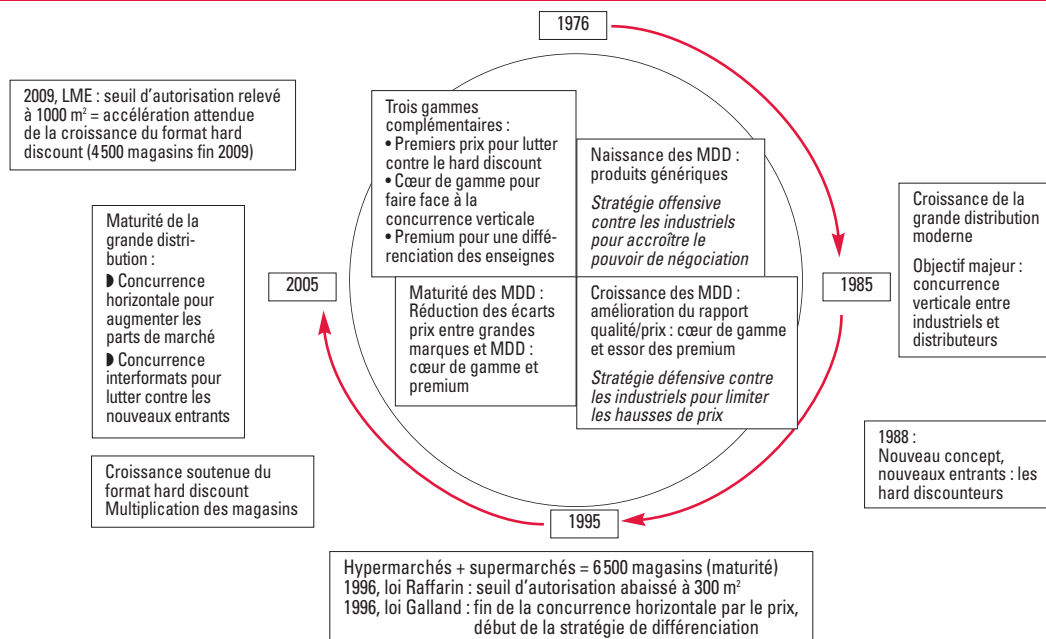 1976
2009, LME : seuil d'autorisation relevé
à 1000 m² = accélération attendue
de la croissance du format hard
discount (4 500 magasins fin 2009)
Trois gammes
complémentaires :
• Premiers prix pour lutter
contre le hard discount
• Cœur de gamme pour
faire face à la
concurrence verticale
• Premium pour une diffé-
renciation des enseignes
Naissance des MDD :
produits génériques
Stratégie offensive
contre les industriels
pour accroître le
pouvoir de négociation
Maturité de la
grande distri-
bution :
◗ Concurrence
horizontale pour
augmenter les
parts de marché
◗ Concurrence
interformats pour
lutter contre les
nouveaux entrants
2005
Maturité des MDD :
Réduction des écarts
prix entre grandes
marques et MDD :
cœur de gamme et
premium
Croissance des MDD :
amélioration du rapport
qualité/prix : cœur de gamme
et essor des premium
Stratégie défensive contre
les industriels pour limiter
les hausses de prix
1985
Croissance de la
grande distribution
moderne
Objectif majeur :
concurrence
verticale entre
industriels et
distributeurs
1988 :
Nouveau concept,
nouveaux entrants : les
hard discounteurs
Croissance soutenue du
format hard discount
Multiplication des magasins
1995
Hypermarchés + supermarchés = 6 500 magasins (maturité)
1996, loi Raffarin : seuil d'autorisation abaissé à 300 m²
1996, loi Galland : fin de la concurrence horizontale par le prix,
début de la stratégie de différenciation